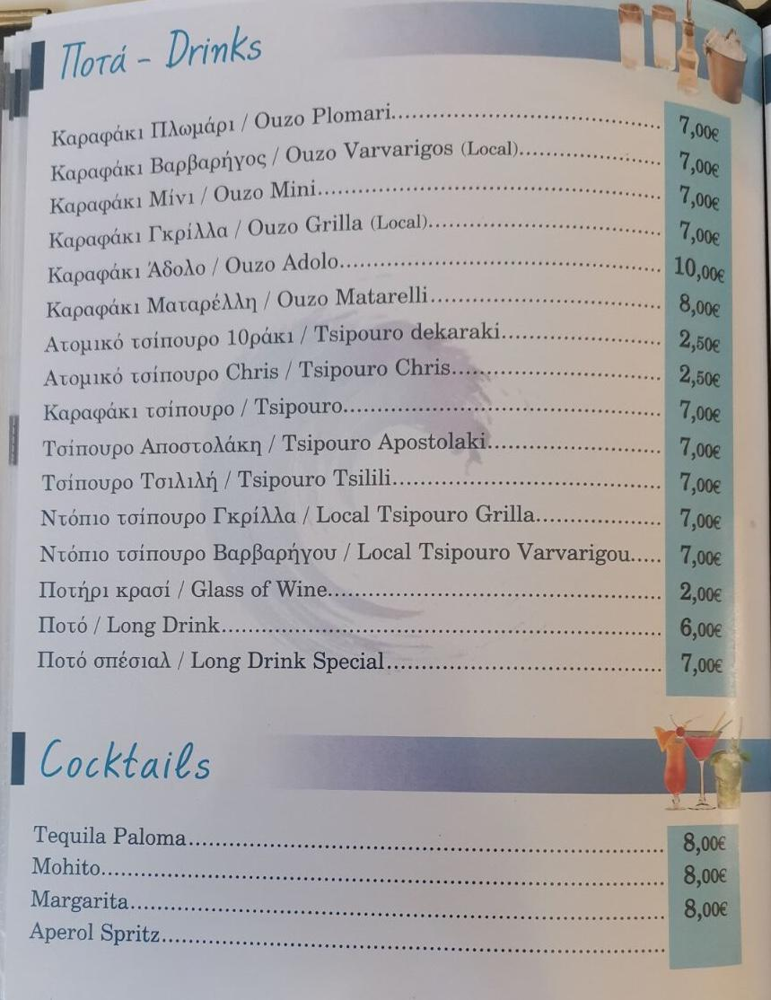 Ποτά - Drinks
Καραφάκι Πλωμάρι / Ouzo Plomari........ 7,00€
Καραφάκι Βαρβαρήγος / Ouzo Varvarigos (Local)........ 7,00€
Καραφάκι Μίνι / Ouzo Mini........ 7,00€
Καραφάκι Γκρίλλα / Ouzo Grilla (Local)........ 7,00€
Καραφάκι Άδολο / Ouzo Adolo........ 10,00€
Καραφάκι Ματαρέλλη / Ouzo Matarelli........ 8,00€
Ατομικό τσίπουρο 10ράκι / Tsipouro dekaraki........ 2,50€
Ατομικό τσίπουρο Chris / Tsipouro Chris........ 2,50€
Καραφάκι τσίπουρο / Tsipouro........ 7,00€
Τσίπουρο Αποστολάκη / Tsipouro Apostolaki........ 7,00€
Τσίπουρο Τσιλιλή / Tsipouro Tsilili........ 7,00€
Ντόπιο τσίπουρο Γκρίλλα / Local Tsipouro Grilla........ 7,00€
Ντόπιο τσίπουρο Βαρβαρήγου / Local Tsipouro Varvarigou..... 7,00€
Ποτήρι κρασί / Glass of Wine........ 2,00€
Ποτό / Long Drink........ 6,00€
Ποτό σπέσιαλ / Long Drink Special........ 7,00€
Cocktails
Tequila Paloma........ 8,00€
Mohito........ 8,00€
Margarita........ 8,00€
Aperol Spritz........